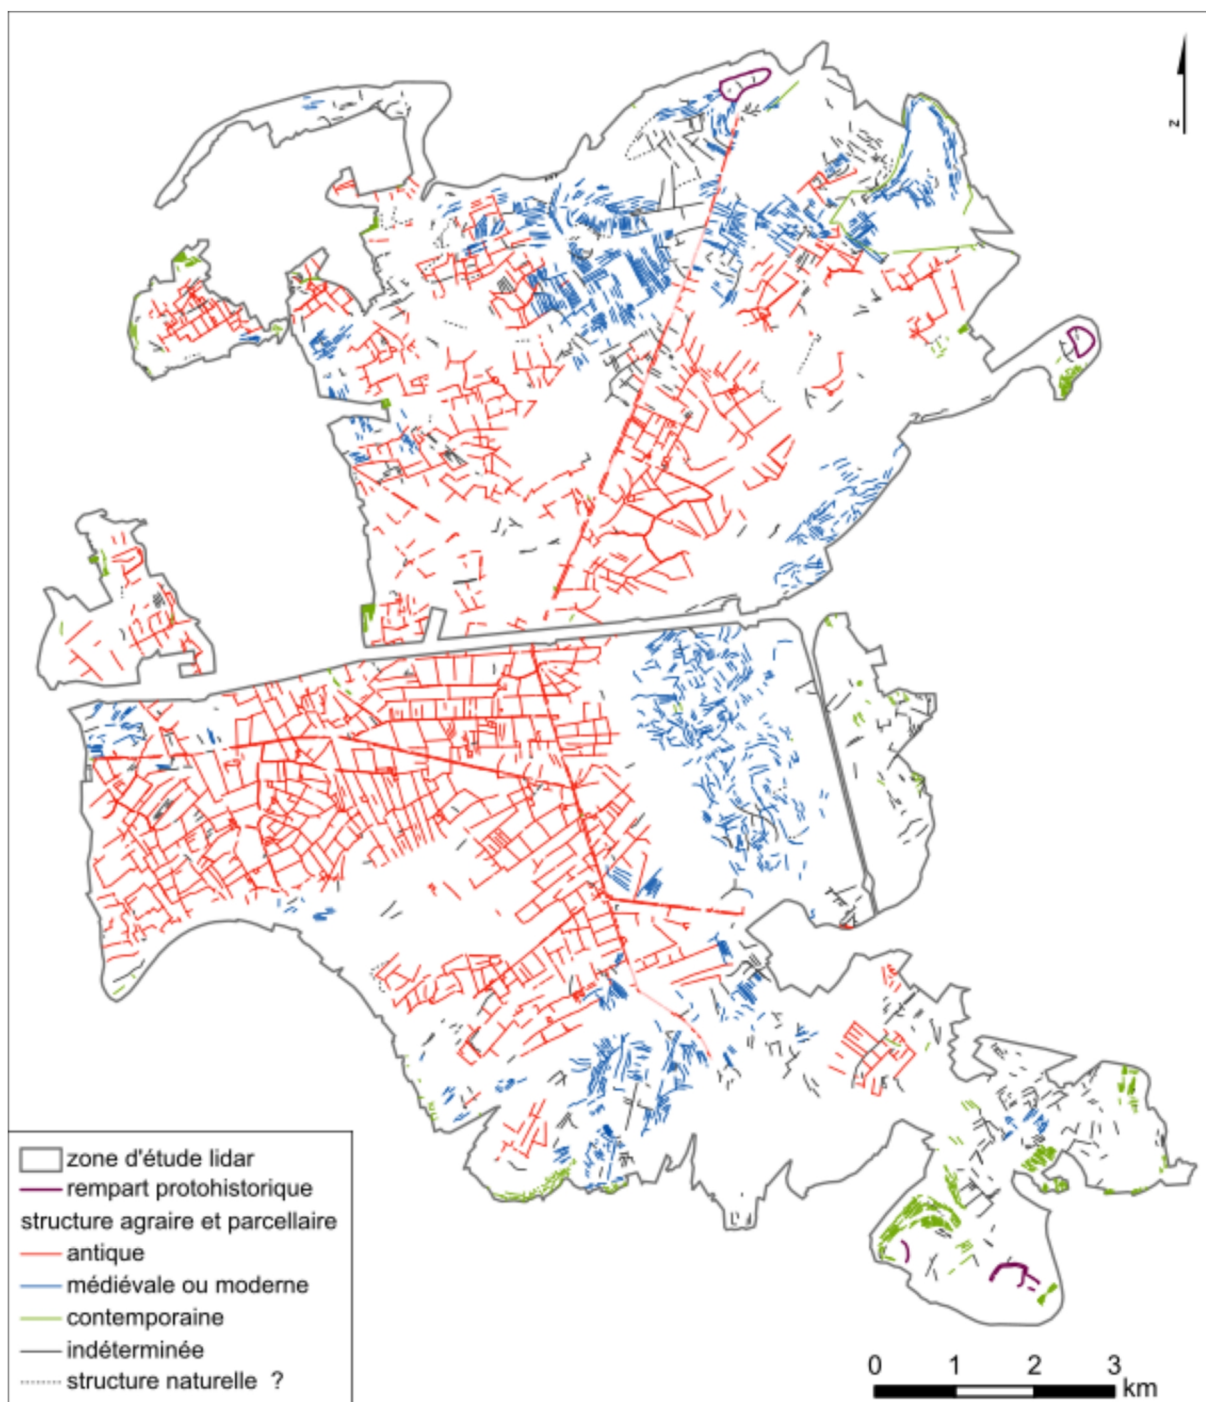 N
zone d'étude lidar
rempart protohistorique
structure agraire et parcellaire
antique
médiévale ou moderne
contemporaine
indéterminée
structure naturelle ?
0 1 2 3
km